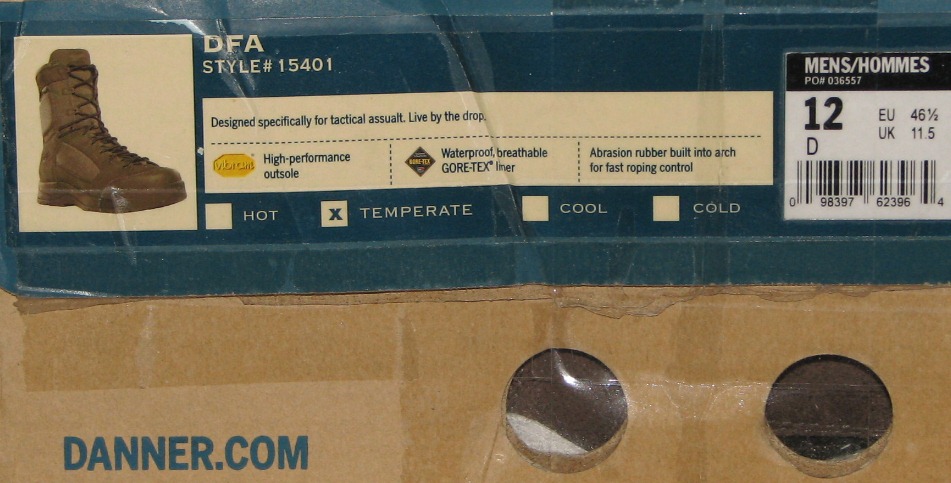 DFA
STYLE# 15401
Designed specifically for tactical assualt. Live by the drop.
vibram
High-performance
outsole
GORE-TEX
Waterproof, breathable
GORE-TEX® liner
Abrasion rubber built into arch
for fast roping control
HOT
X TEMPERATE
COOL
COLD
MENS/HOMMES
PO# 036557
12
D
EU 46½
UK 11.5
0 98397 62396 4
DANNER.COM